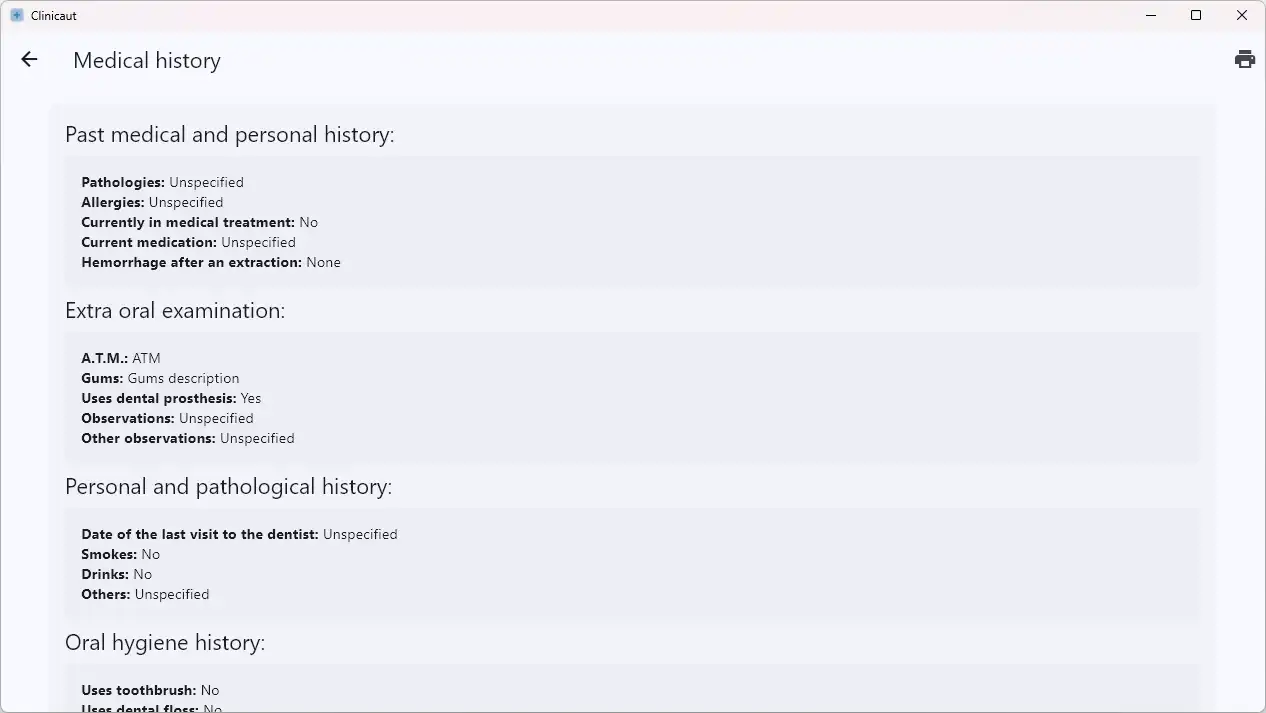 Clinicaut
Medical history
Past medical and personal history:
Pathologies: Unspecified
Allergies: Unspecified
Currently in medical treatment: No
Current medication: Unspecified
Hemorrhage after an extraction: None
Extra oral examination:
A.T.M.: ATM
Gums: Gums description
Uses dental prosthesis: Yes
Observations: Unspecified
Other observations: Unspecified
Personal and pathological history:
Date of the last visit to the dentist: Unspecified
Smokes: No
Drinks: No
Others: Unspecified
Oral hygiene history:
Uses toothbrush: No
Uses dental floss: No